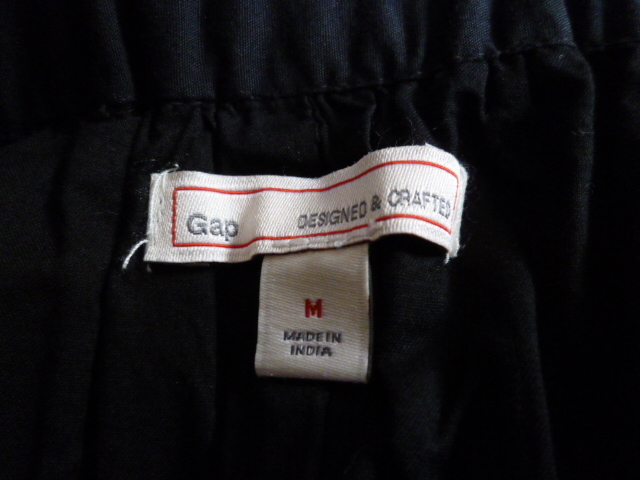 Gap DESIGNED & CRAFTED
M
MADE IN
INDIA